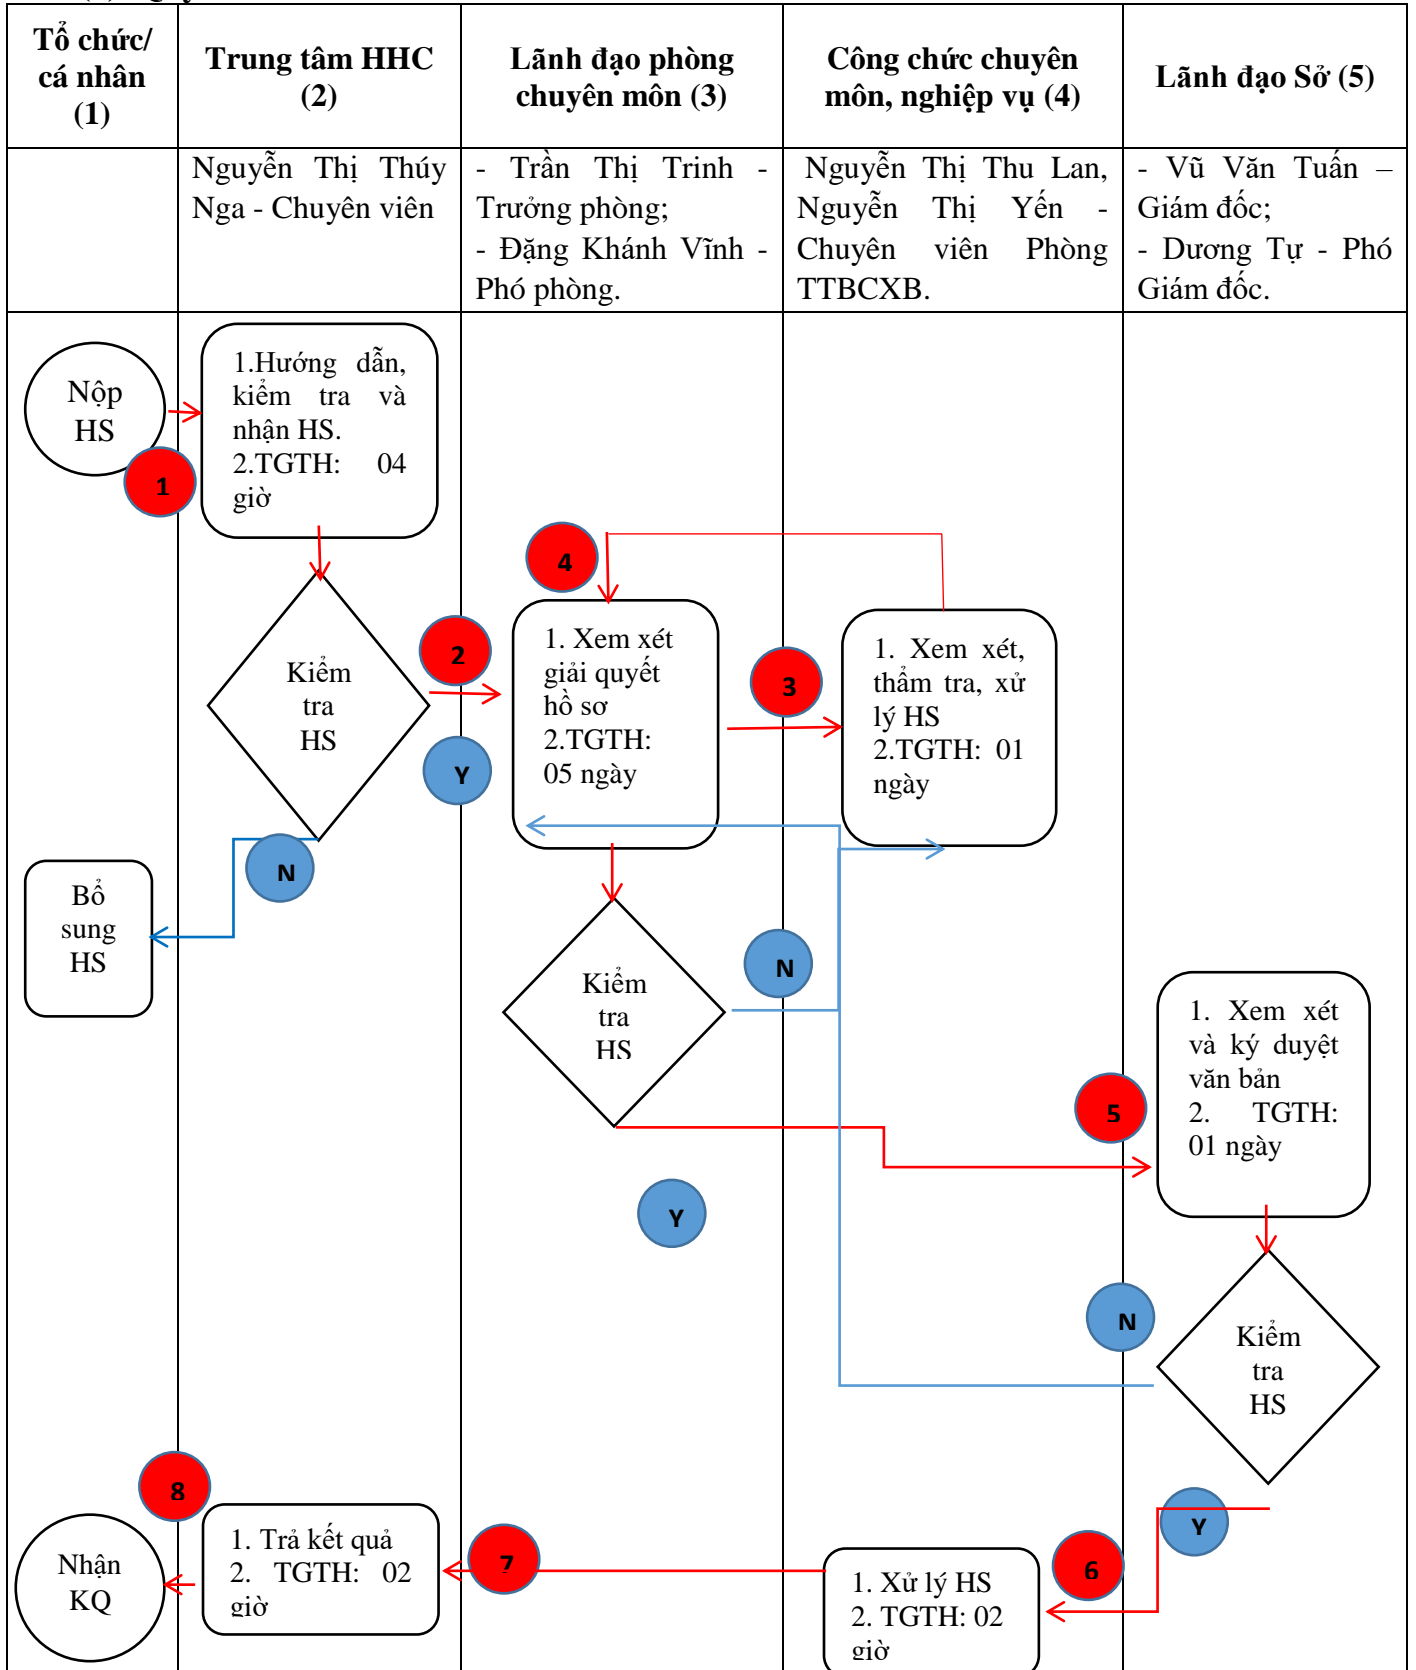 Tổ chức/
cá nhân
(1)
Trung tâm HHC
(2)
Lãnh đạo phòng
chuyên môn (3)
Công chức chuyên
môn, nghiệp vụ (4)
Lãnh đạo Sở (5)
Nguyễn Thị Thúy
Nga - Chuyên viên
- Trần Thị Trinh -
Trưởng phòng;
- Đặng Khánh Vĩnh -
Phó phòng.
Nguyễn Thị Thu Lan,
Nguyễn Thị Yến -
Chuyên viên Phòng
TTBCXB.
- Vũ Văn Tuấn –
Giám đốc;
- Dương Tự - Phó
Giám đốc.
Nộp
HS
1
1.Hướng dẫn,
kiểm tra và
nhận HS.
2.TGTH: 04
giờ
Kiểm
tra
HS
2
Y
N
Bổ
sung
HS
4
1. Xem xét
giải quyết
hồ sơ
2.TGTH:
05 ngày
3
1. Xem xét,
thẩm tra, xử
lý HS
2.TGTH: 01
ngày
Kiểm
tra
HS
N
Y
5
1. Xem xét
và ký duyệt
văn bản
2. TGTH:
01 ngày
N
Kiểm
tra
HS
Y
6
1. Xử lý HS
2. TGTH: 02
giờ
7
1. Trả kết quả
2. TGTH: 02
giờ
8
Nhận
KQ